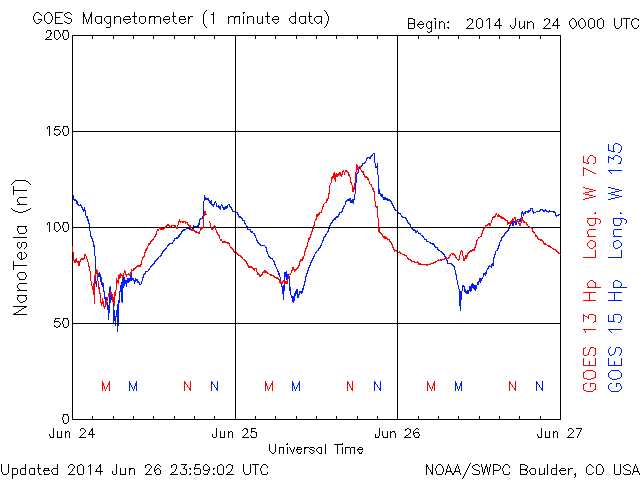 GOES Magnetometer (1 minute data)
Begin: 2014 Jun 24 0000 UTC
200
150
100
50
0
NanoTesla (nT)
M M N N M M N N M M N N
Jun 24 Jun 25 Jun 26 Jun 27
Universal Time
GOES 13 Hp Long. W 75
GOES 15 Hp Long. W 135
Updated 2014 Jun 26 23:59:02 UTC
NOAA/SWPC Boulder, CO USA